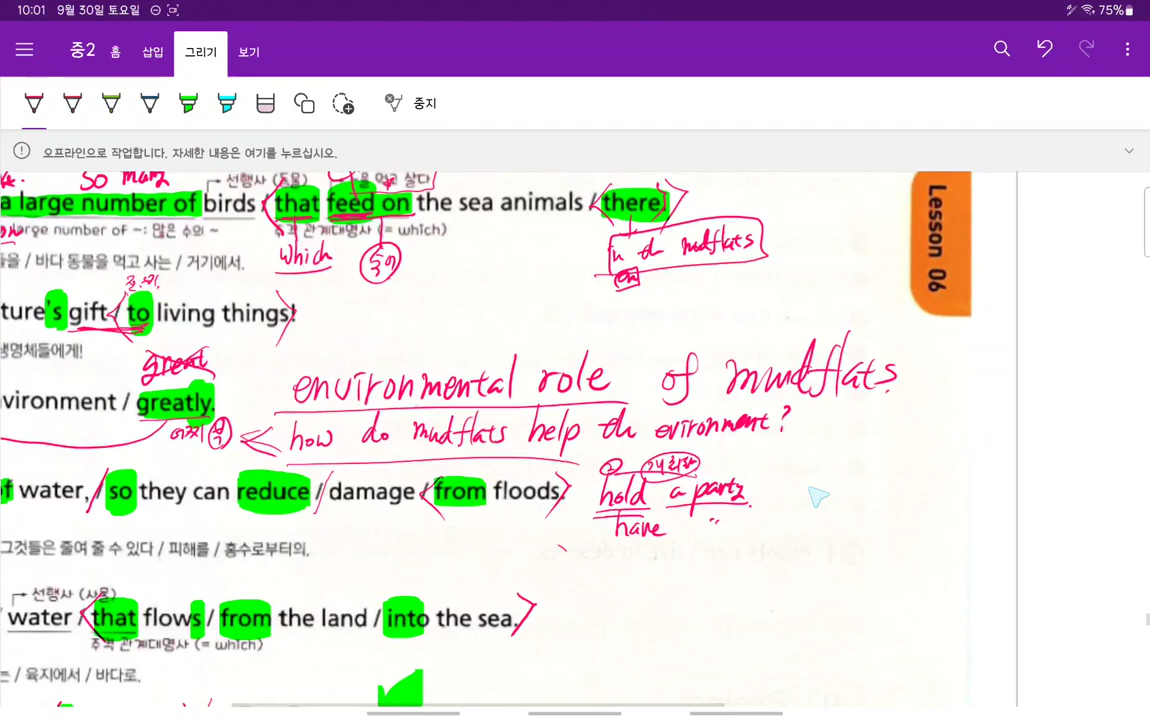 10:01 9월 30일 토요일 75%
중2 홈 삽입 그리기 보기
중지
오프라인으로 작업합니다. 자세한 내용은 여기를 누르십시오.
so many 선행사 (동물) 을 먹고 살다
a large number of birds / that feed on the sea animals / there.
large number of ~: 많은 수의 ~ 주격 관계대명사 (= which)
which in the mudflats
on
들을 / 바다 동물을 먹고 사는 / 거기에서.
ture's gift / to living things!
생명체들에게!
great
environmental role of mudflats.
vironment / greatly.
how do mudflats help the evironment?
개최하다
of water, / so they can reduce / damage from floods.
hold a party
have "
그것들은 줄여 줄 수 있다 / 피해를 / 홍수로부터의.
선행사 (사물)
/ water / that flows / from the land / into the sea.
주격 관계대명사 (= which)
는 / 육지에서 / 바다로.
Lesson 06